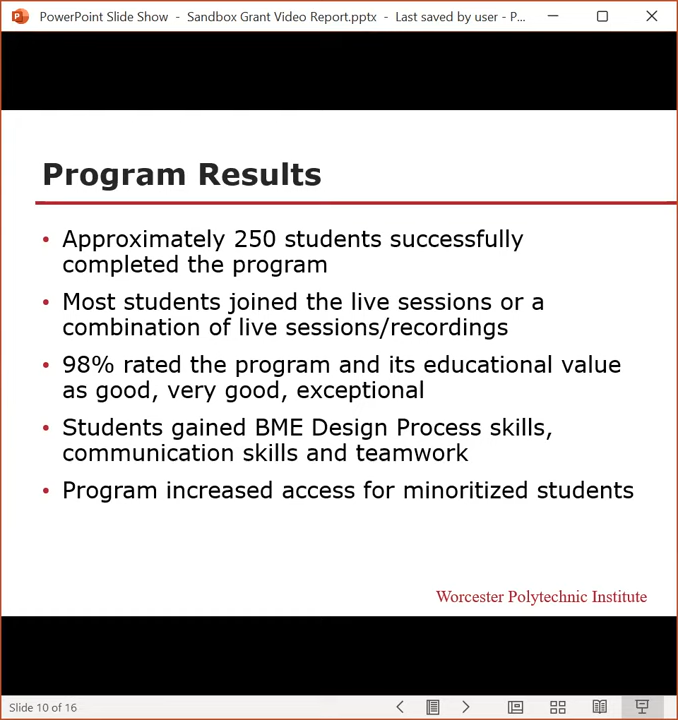 PowerPoint Slide Show - Sandbox Grant Video Report.pptx - Last saved by user - P...
Program Results
• Approximately 250 students successfully
completed the program
• Most students joined the live sessions or a
combination of live sessions/recordings
• 98% rated the program and its educational value
as good, very good, exceptional
• Students gained BME Design Process skills,
communication skills and teamwork
• Program increased access for minoritized students
Worcester Polytechnic Institute
Slide 10 of 16